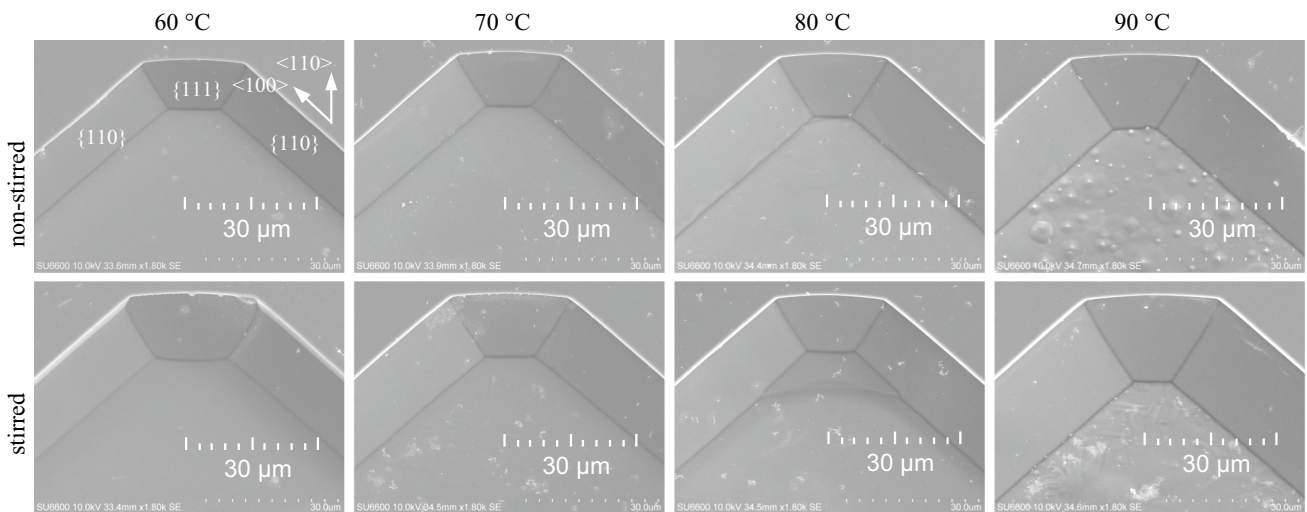 60 °C 70 °C 80 °C 90 °C
non-stirred
<110>
<100>
{111}
{110}
{110}
30 µm
SU6600 10.0kV 33.6mm x1.80k SE 30.0um
30 µm
SU6600 10.0kV 33.9mm x1.80k SE 30.0um
30 µm
SU6600 10.0kV 34.4mm x1.80k SE 30.0um
30 µm
SU6600 10.0kV 34.7mm x1.80k SE 30.0um
stirred
30 µm
SU6600 10.0kV 33.4mm x1.80k SE 30.0um
30 µm
SU6600 10.0kV 34.5mm x1.80k SE 30.0um
30 µm
SU6600 10.0kV 34.5mm x1.80k SE 30.0um
30 µm
SU6600 10.0kV 34.6mm x1.80k SE 30.0um